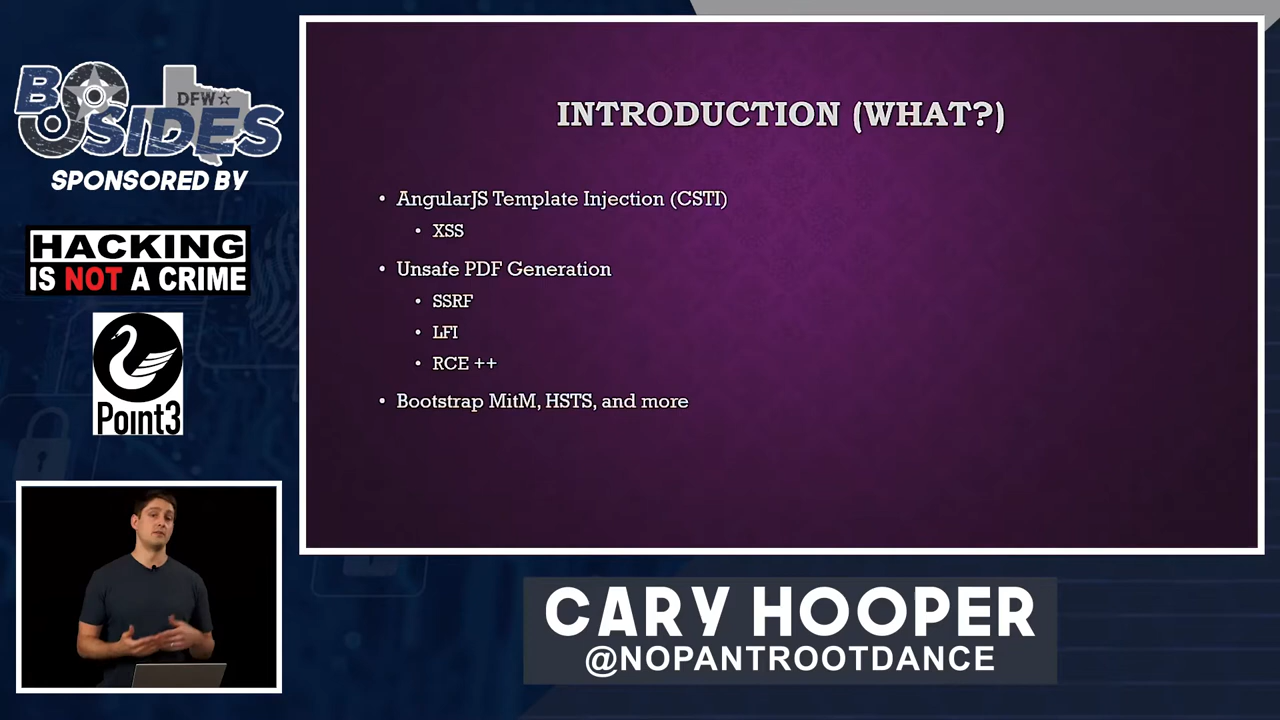 BSIDES
DFW
SPONSORED BY
HACKING
IS NOT A CRIME
Point3
INTRODUCTION (WHAT?)
• AngularJS Template Injection (CSTI)
• XSS
• Unsafe PDF Generation
• SSRF
• LFI
• RCE ++
• Bootstrap MitM, HSTS, and more
CARY HOOPER
@NOPANTROOTDANCE